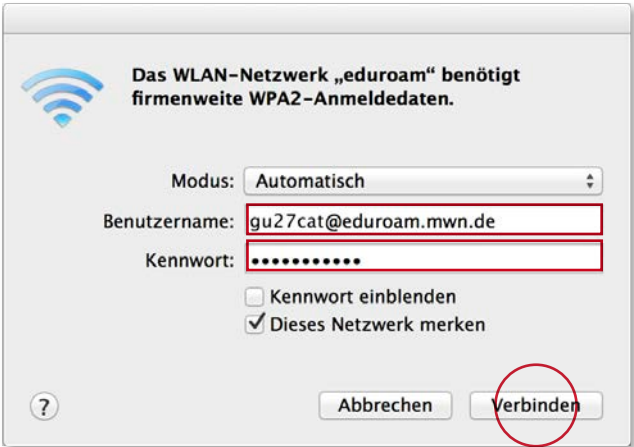 Das WLAN-Netzwerk „eduroam“ benötigt
firmenweite WPA2-Anmeldedaten.
Modus: Automatisch
Benutzername: gu27cat@eduroam.mwn.de
Kennwort: •••••••••••
Kennwort einblenden
Dieses Netzwerk merken
? Abbrechen Verbinden